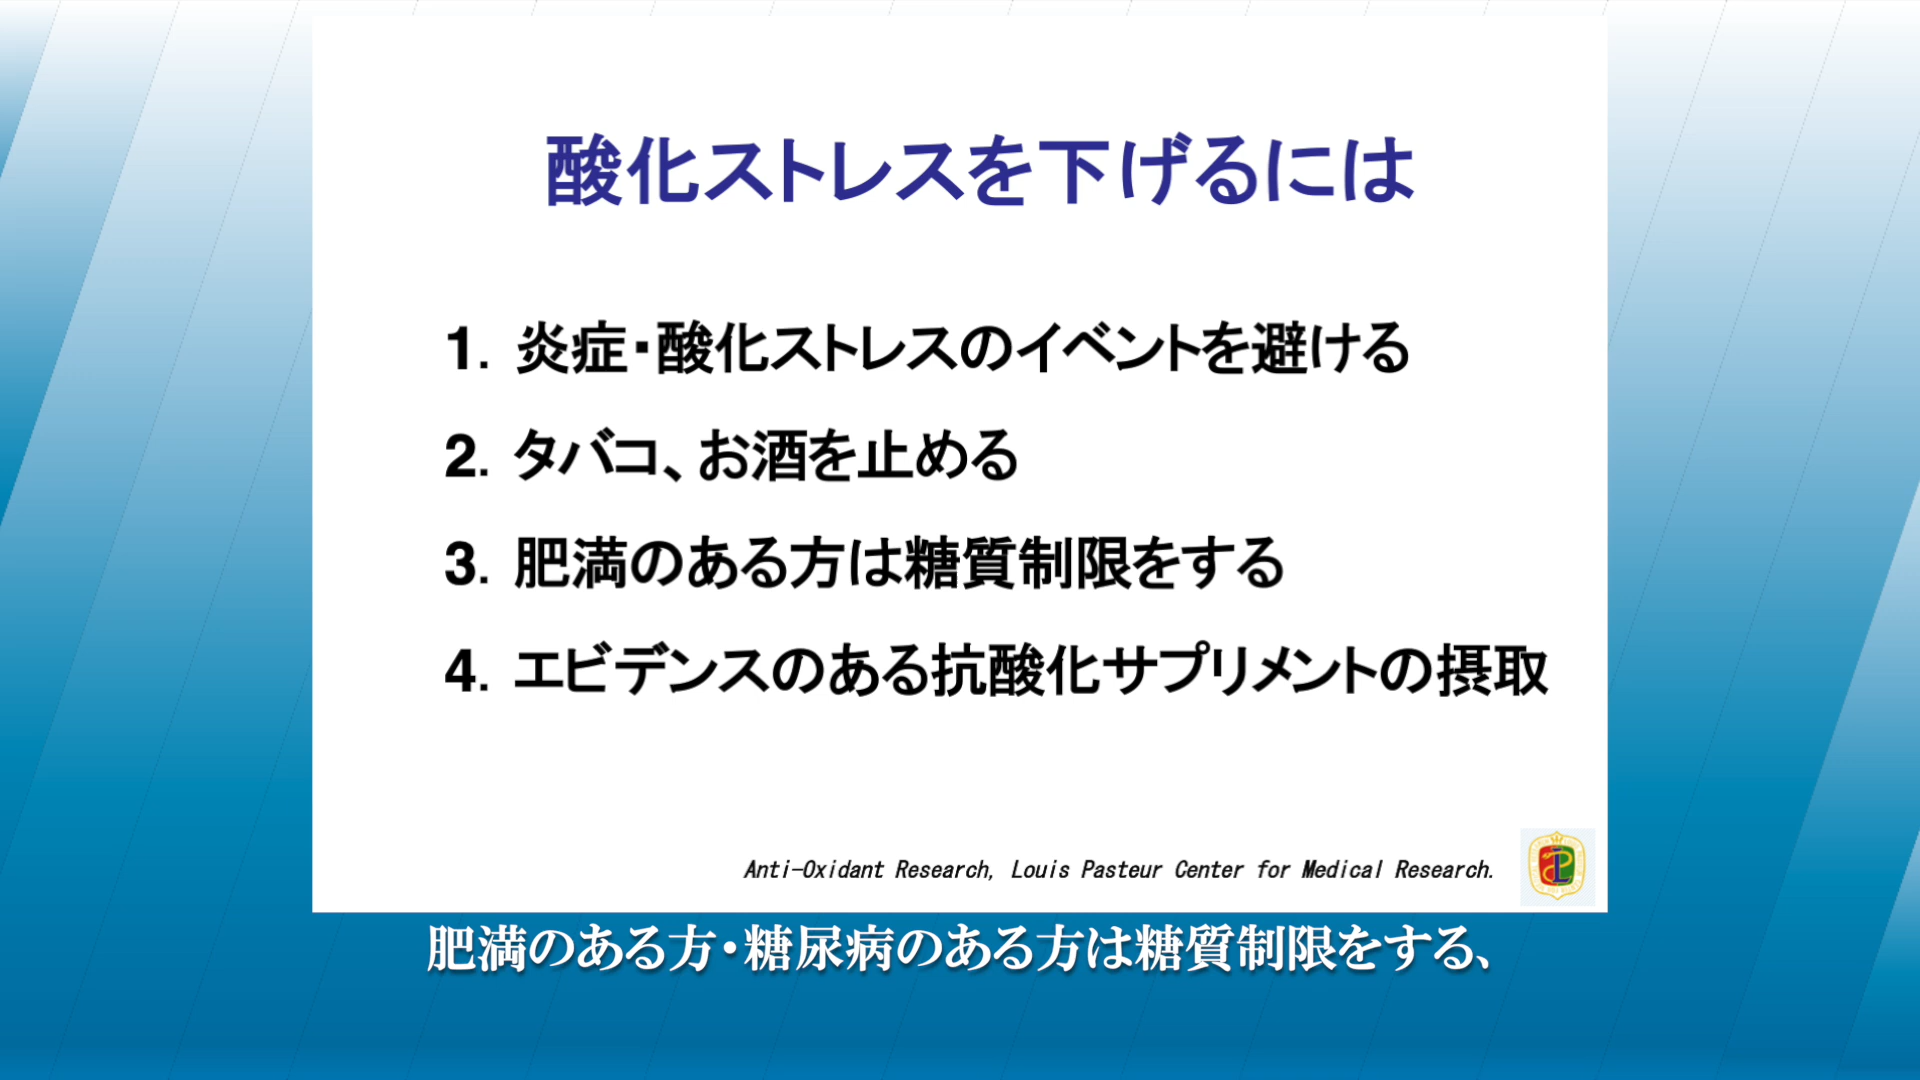 酸化ストレスを下げるには
1. 炎症・酸化ストレスのイベントを避ける
2. タバコ、お酒を止める
3. 肥満のある方は糖質制限をする
4. エビデンスのある抗酸化サプリメントの摂取
Anti-Oxidant Research, Louis Pasteur Center for Medical Research.
肥満のある方・糖尿病のある方は糖質制限をする、